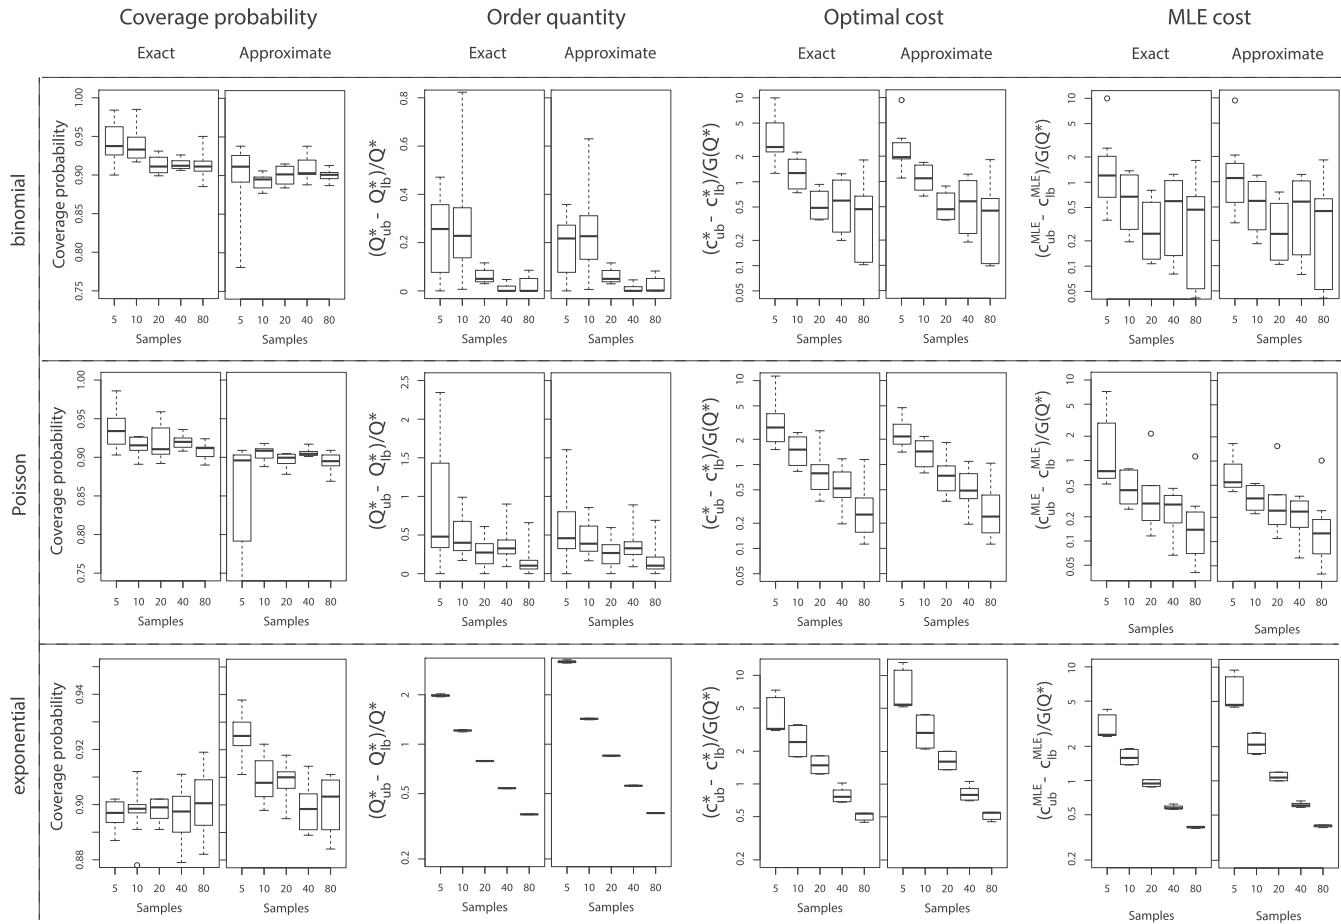 Coverage probability Order quantity Optimal cost MLE cost
Exact Approximate Exact Approximate Exact Approximate Exact Approximate
binomial
Coverage probability
0.75 0.80 0.85 0.90 0.95 1.00
5 10 20 40 80 5 10 20 40 80
Samples Samples
(Q*ub - Q*lb)/Q*
0 0.2 0.4 0.6 0.8
5 10 20 40 80 5 10 20 40 80
Samples Samples
(c*ub - c*lb)/G(Q*)
0.05 0.1 0.2 0.5 1 2 5 10
5 10 20 40 80 5 10 20 40 80
Samples Samples
(cMLEub - cMLElb)/G(Q*)
0.05 0.1 0.2 0.5 1 2 5 10
5 10 20 40 80 5 10 20 40 80
Samples Samples
Poisson
Coverage probability
0.75 0.80 0.85 0.90 0.95 1.00
5 10 20 40 80 5 10 20 40 80
Samples Samples
(Q*ub - Q*lb)/Q*
0 0.5 1.0 1.5 2.0 2.5
5 10 20 40 80 5 10 20 40 80
Samples Samples
(c*ub - c*lb)/G(Q*)
0.05 0.1 0.2 0.5 1 2 5 10
5 10 20 40 80 5 10 20 40 80
Samples Samples
(cMLEub - cMLElb)/G(Q*)
0.05 0.1 0.2 0.5 1 2 5 10
5 10 20 40 80 5 10 20 40 80
Samples Samples
exponential
Coverage probability
0.88 0.90 0.92 0.94
5 10 20 40 80 5 10 20 40 80
Samples Samples
(Q*ub - Q*lb)/Q*
0.2 0.5 1 2
5 10 20 40 80 5 10 20 40 80
Samples Samples
(c*ub - c*lb)/G(Q*)
0.2 0.5 1 2 5 10
5 10 20 40 80 5 10 20 40 80
Samples Samples
(cMLEub - cMLElb)/G(Q*)
0.2 0.5 1 2 5 10
5 10 20 40 80 5 10 20 40 80
Samples Samples